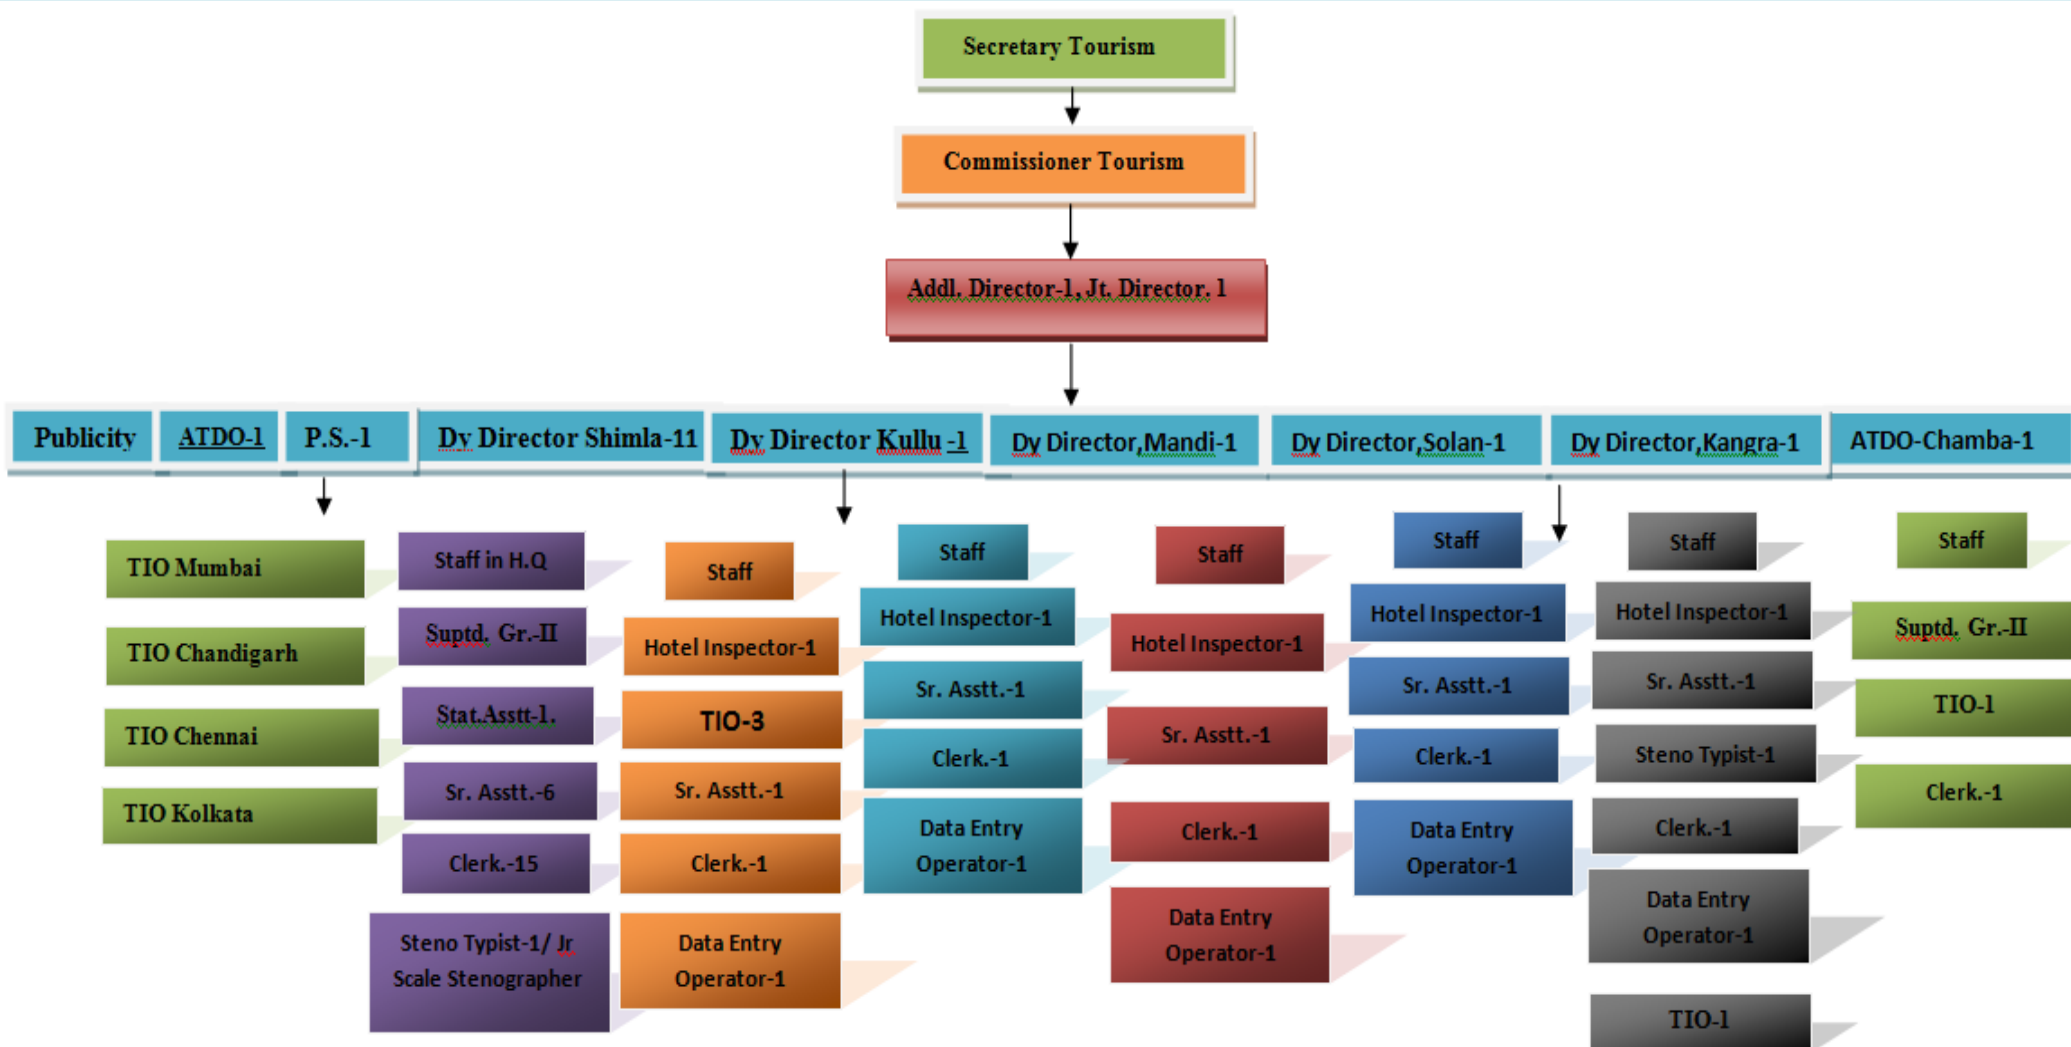 Secretary Tourism
Commissioner Tourism
Addl. Director-1, Jt. Director. 1
Publicity
ATDO-1
P.S.-1
Dy Director Shimla-11
Dy Director Kullu -1
Dy Director,Mandi-1
Dy Director,Solan-1
Dy Director,Kangra-1
ATDO-Chamba-1
TIO Mumbai
TIO Chandigarh
TIO Chennai
TIO Kolkata
Staff in H.Q
Suptd. Gr.-II
Stat.Asstt-1.
Sr. Asstt.-6
Clerk.-15
Steno Typist-1/ Jr
Scale Stenographer
Staff
Hotel Inspector-1
TIO-3
Sr. Asstt.-1
Clerk.-1
Data Entry
Operator-1
Staff
Hotel Inspector-1
Sr. Asstt.-1
Clerk.-1
Data Entry
Operator-1
Staff
Hotel Inspector-1
Sr. Asstt.-1
Clerk.-1
Data Entry
Operator-1
Staff
Hotel Inspector-1
Sr. Asstt.-1
Clerk.-1
Data Entry
Operator-1
Staff
Hotel Inspector-1
Sr. Asstt.-1
Steno Typist-1
Clerk.-1
Data Entry
Operator-1
TIO-1
Staff
Suptd. Gr.-II
TIO-1
Clerk.-1